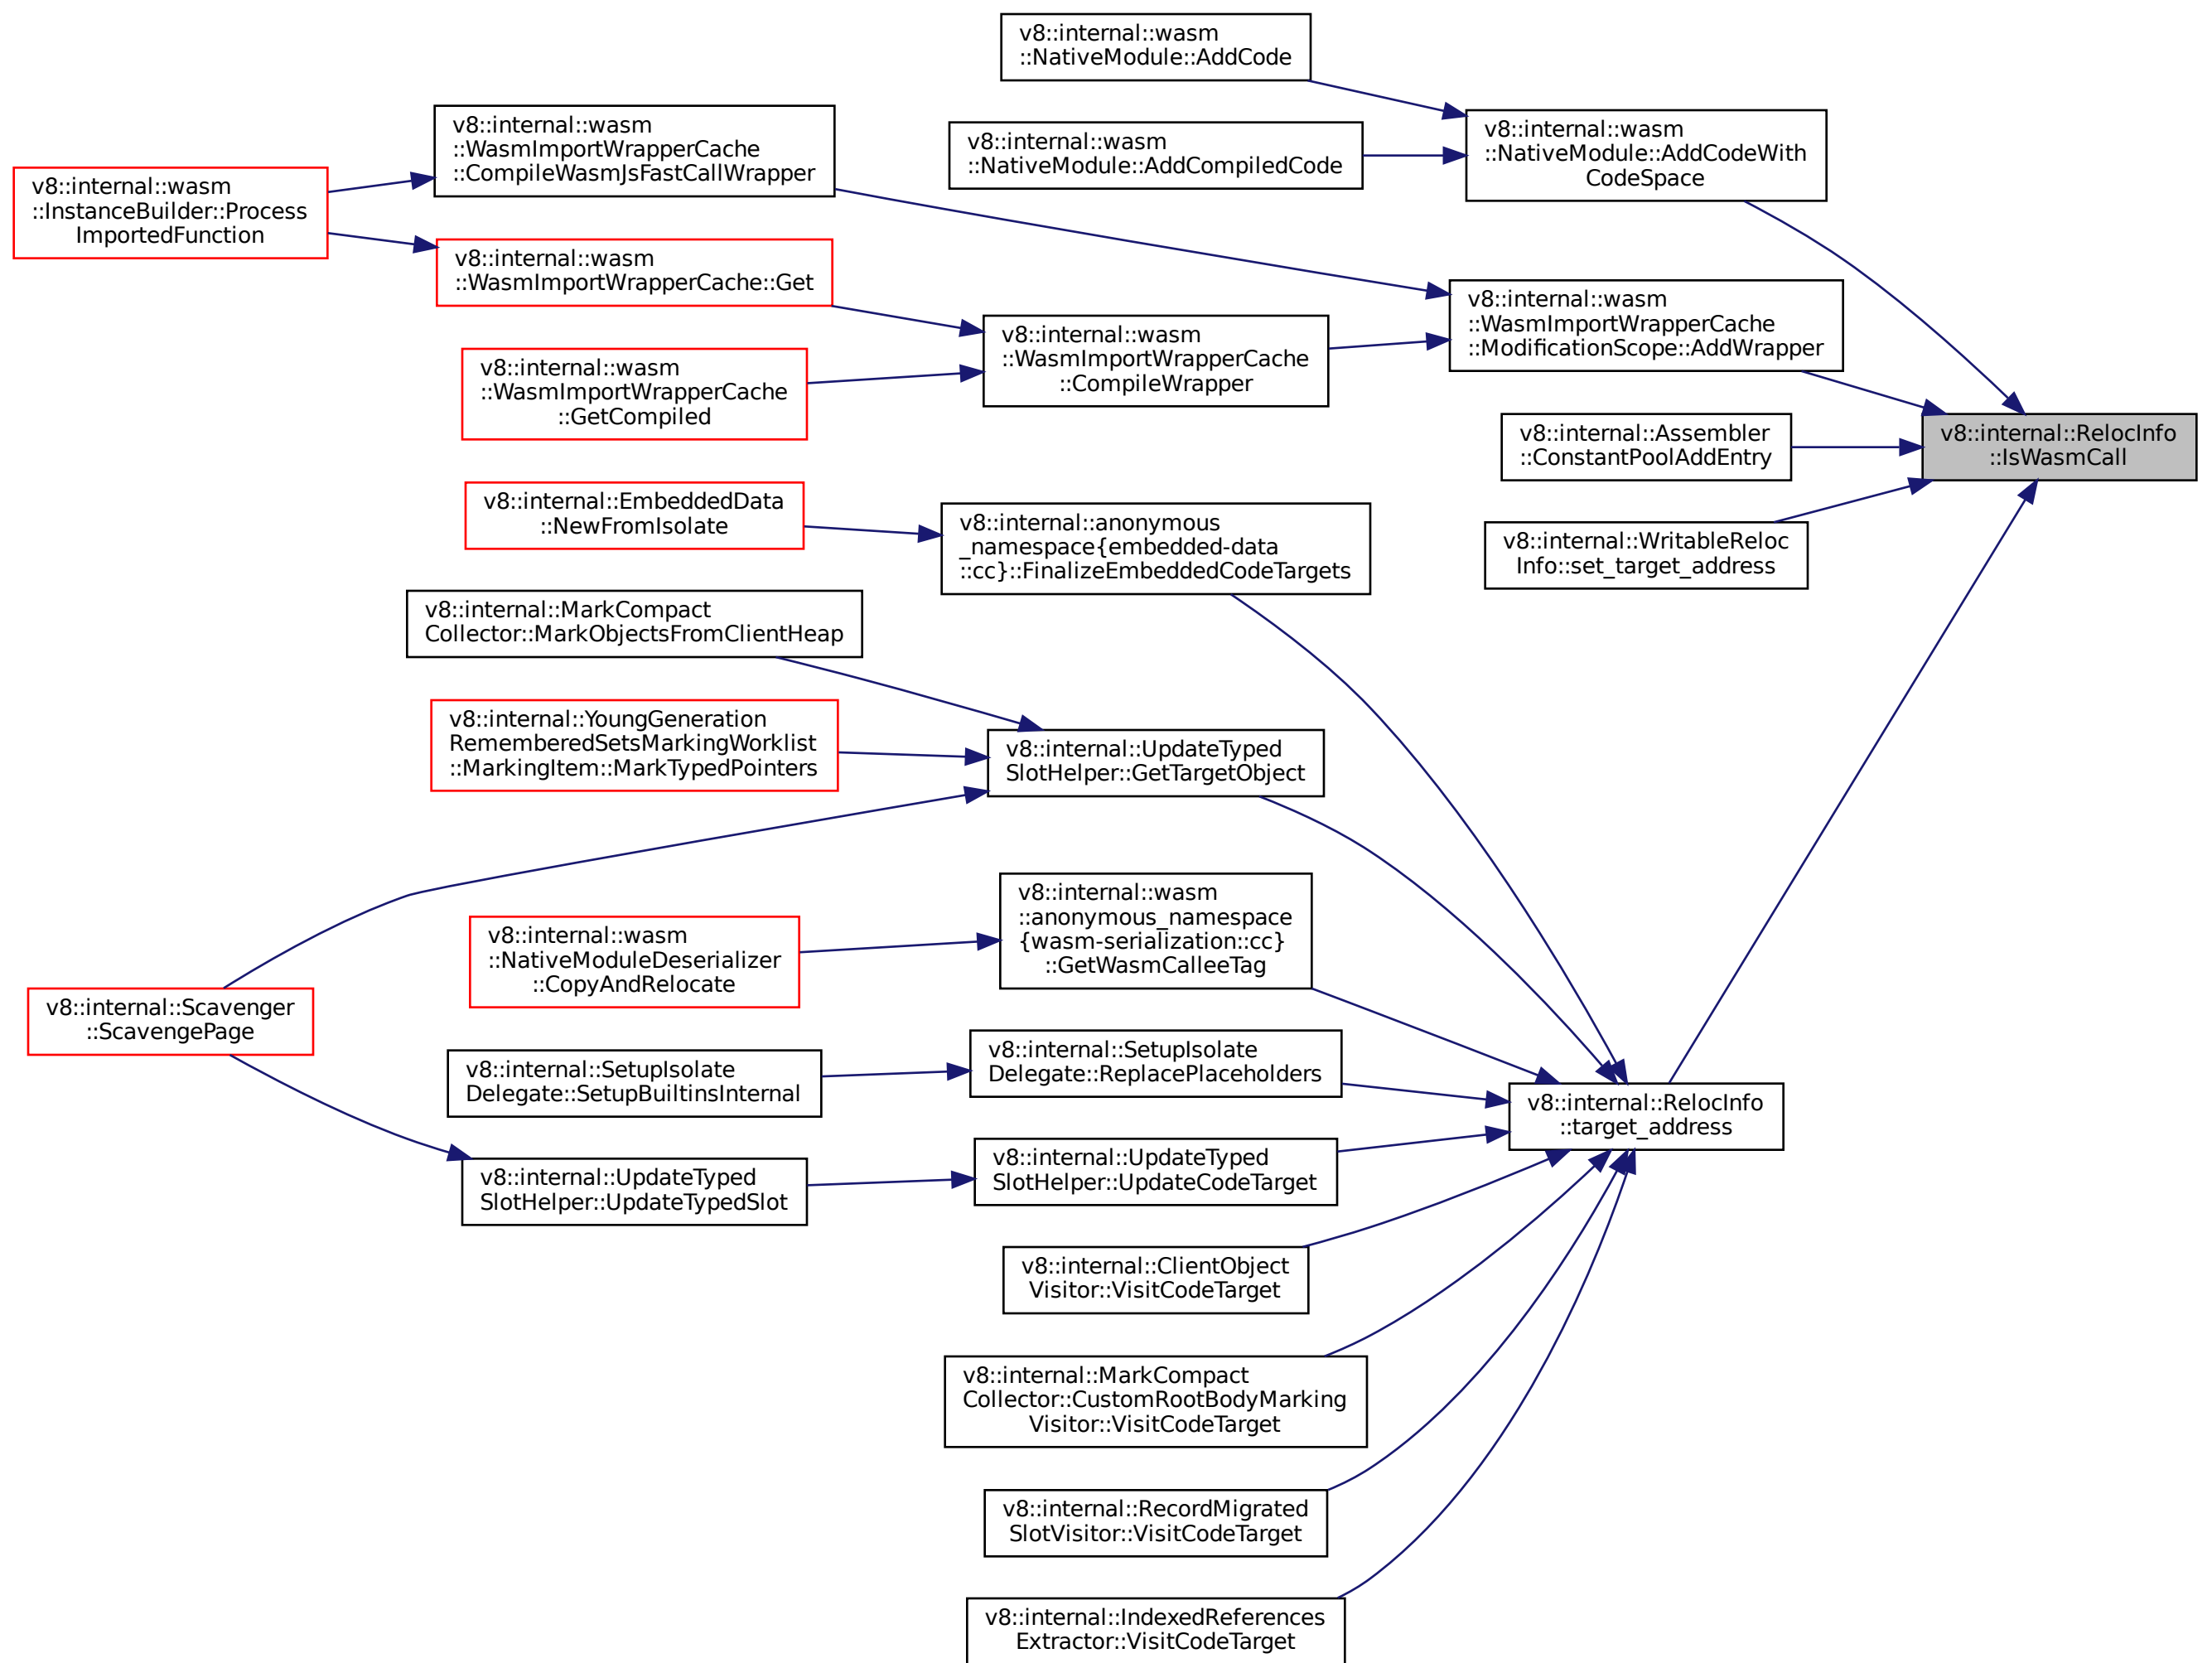 v8::internal::wasm
::NativeModule::AddCode
v8::internal::wasm
::WasmImportWrapperCache
::CompileWasmJsFastCallWrapper
v8::internal::wasm
::NativeModule::AddCompiledCode
v8::internal::wasm
::NativeModule::AddCodeWith
CodeSpace
v8::internal::wasm
::InstanceBuilder::Process
ImportedFunction
v8::internal::wasm
::WasmImportWrapperCache::Get
v8::internal::wasm
::WasmImportWrapperCache
::ModificationScope::AddWrapper
v8::internal::wasm
::WasmImportWrapperCache
::CompileWrapper
v8::internal::wasm
::WasmImportWrapperCache
::GetCompiled
v8::internal::Assembler
::ConstantPoolAddEntry
v8::internal::RelocInfo
::IsWasmCall
v8::internal::EmbeddedData
::NewFromIsolate
v8::internal::anonymous
_namespace{embedded-data
::cc}::FinalizeEmbeddedCodeTargets
v8::internal::WritableReloc
Info::set_target_address
v8::internal::MarkCompact
Collector::MarkObjectsFromClientHeap
v8::internal::YoungGeneration
RememberedSetsMarkingWorklist
::MarkingItem::MarkTypedPointers
v8::internal::UpdateTyped
SlotHelper::GetTargetObject
v8::internal::wasm
::anonymous_namespace
{wasm-serialization::cc}
::GetWasmCalleeTag
v8::internal::wasm
::NativeModuleDeserializer
::CopyAndRelocate
v8::internal::Scavenger
::ScavengePage
v8::internal::SetupIsolate
Delegate::SetupBuiltinsInternal
v8::internal::SetupIsolate
Delegate::ReplacePlaceholders
v8::internal::RelocInfo
::target_address
v8::internal::UpdateTyped
SlotHelper::UpdateTypedSlot
v8::internal::UpdateTyped
SlotHelper::UpdateCodeTarget
v8::internal::ClientObject
Visitor::VisitCodeTarget
v8::internal::MarkCompact
Collector::CustomRootBodyMarking
Visitor::VisitCodeTarget
v8::internal::RecordMigrated
SlotVisitor::VisitCodeTarget
v8::internal::IndexedReferences
Extractor::VisitCodeTarget